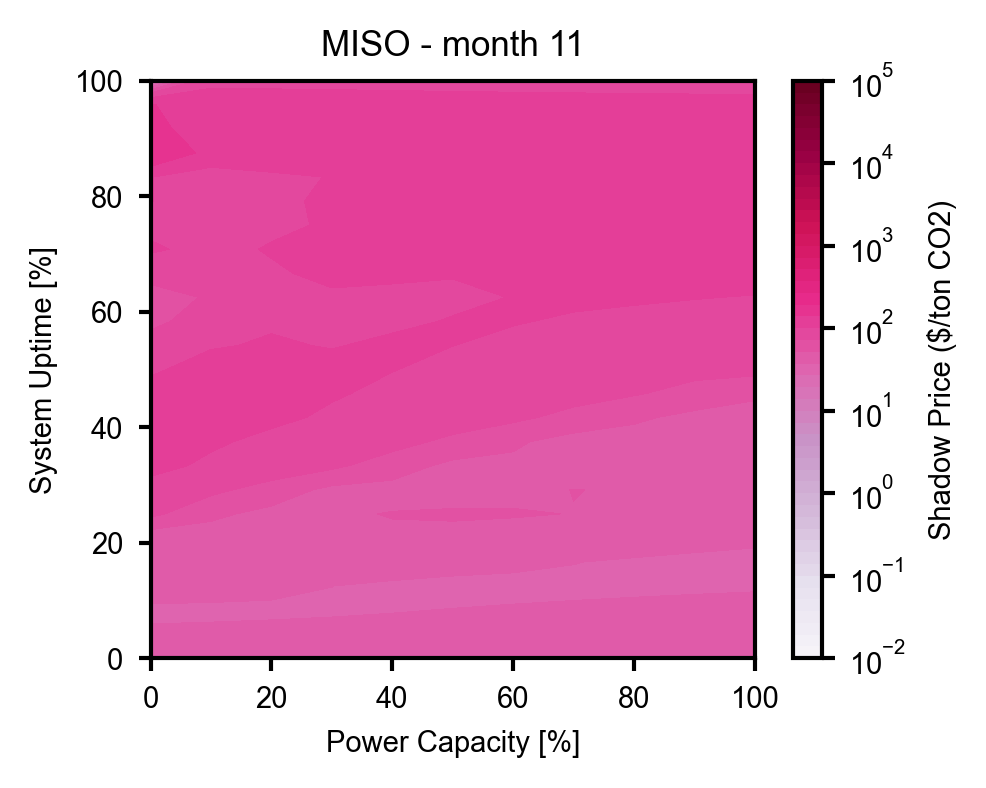 MISO - month 11
100
80
60
40
20
0
System Uptime [%]
0 20 40 60 80 100
Power Capacity [%]
10^5
10^4
10^3
10^2
10^1
10^0
10^−1
10^−2
Shadow Price ($/ton CO2)